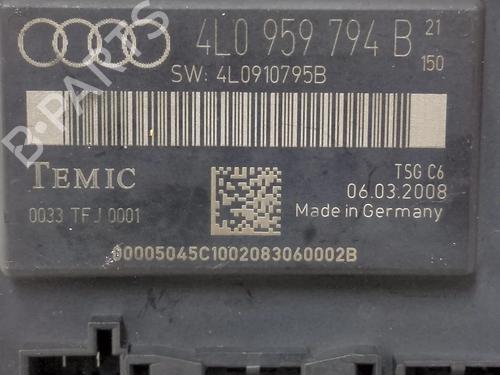 4L0 959 794 B 21
150
SW: 4L0910795B
TEMIC
TSG C6
06.03.2008
0033 TFJ 0001
Made in Germany
00005045C1002083060002B
B-PARTS